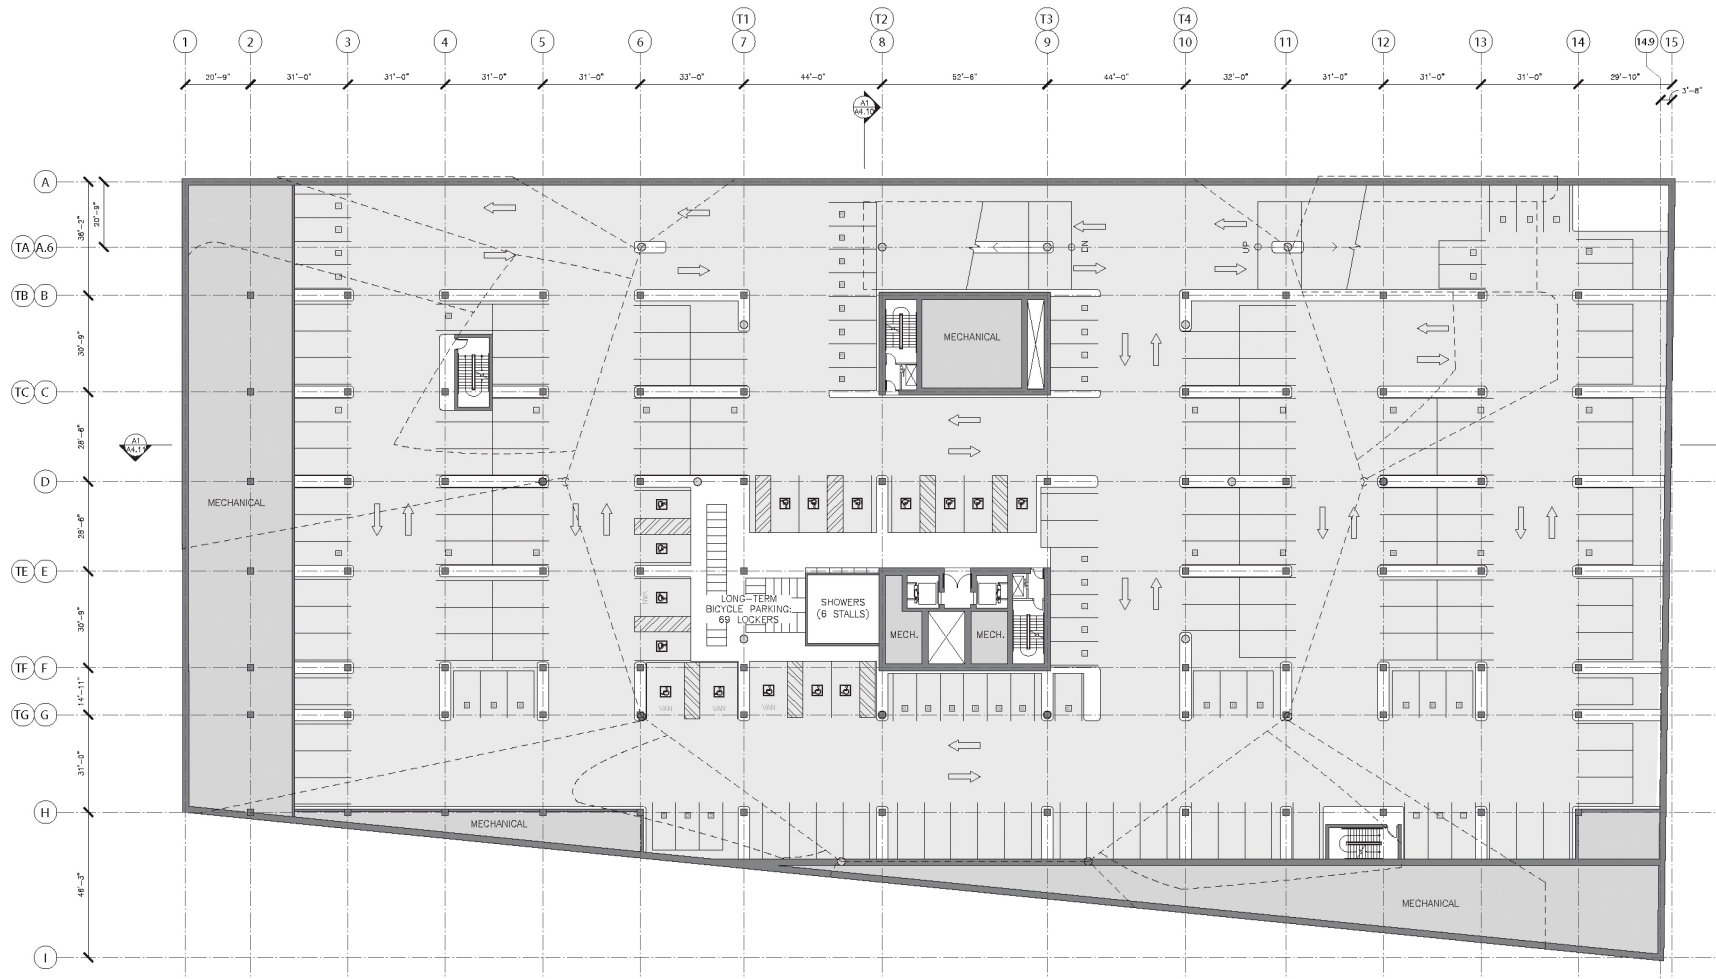 T1 T2 T3 T4
1 2 3 4 5 6 7 8 9 10 11 12 13 14 14.9 15
20'-9" 31'-0" 31'-0" 31'-0" 31'-0" 33'-0" 44'-0" 52'-6" 44'-0" 32'-0" 31'-0" 31'-0" 31'-0" 29'-10"
3'-8"
A1
A4.10
A
36'-2"
20'-9"
TA A.6
DN
UP
TB B
30'-9"
MECHANICAL
TC C
28'-6"
A1
A4.11
D
MECHANICAL
28'-6"
TE E
VAN
LONG-TERM
BICYCLE PARKING:
69 LOCKERS
SHOWERS
(6 STALLS)
30'-9"
MECH.
MECH.
TF F
14'-11"
VAN VAN VAN
TG G
31'-0"
H
MECHANICAL
46'-3"
MECHANICAL
I